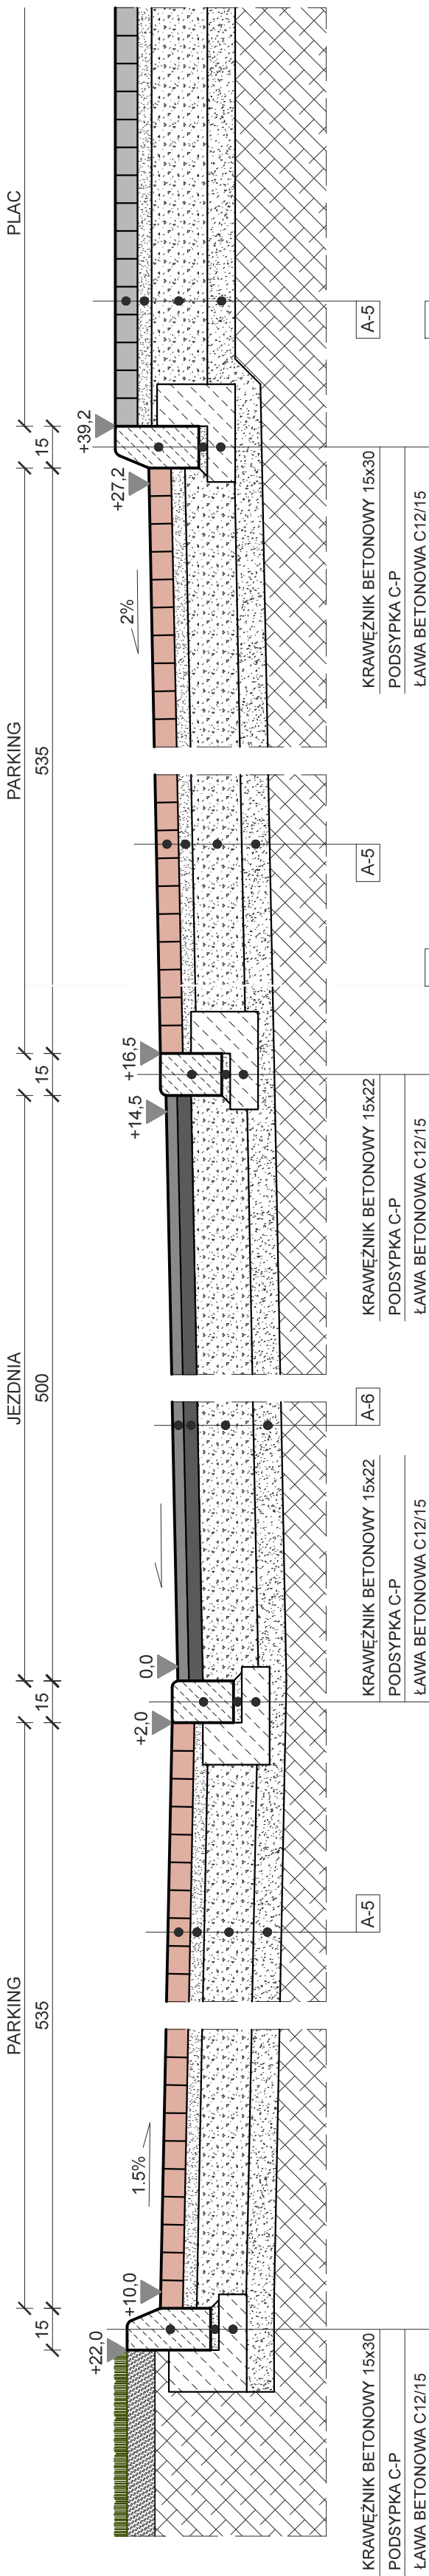 PARKING
JEZDNIA
PARKING
PLAC
15
535
15
500
15
535
15
+22,0
+10,0
1.5%
+2,0
0,0
+14,5
+16,5
2%
+27,2
+39,2
A-5
A-6
A-5
A-5
KRAWĘŻNIK BETONOWY 15x30
PODSYPKA C-P
ŁAWA BETONOWA C12/15
KRAWĘŻNIK BETONOWY 15x22
PODSYPKA C-P
ŁAWA BETONOWA C12/15
KRAWĘŻNIK BETONOWY 15x22
PODSYPKA C-P
ŁAWA BETONOWA C12/15
KRAWĘŻNIK BETONOWY 15x30
PODSYPKA C-P
ŁAWA BETONOWA C12/15